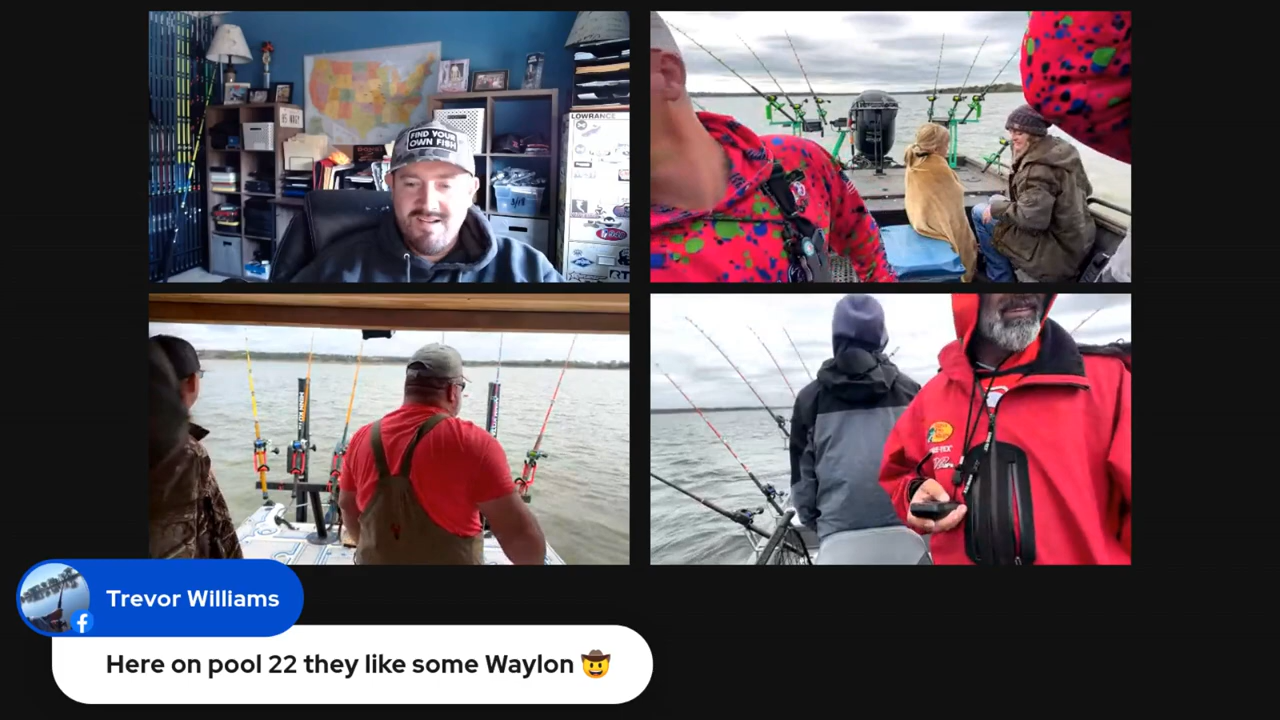 FIND YOUR
OWN FISH
LOWRANCE
Trevor Williams
Here on pool 22 they like some Waylon 🤠